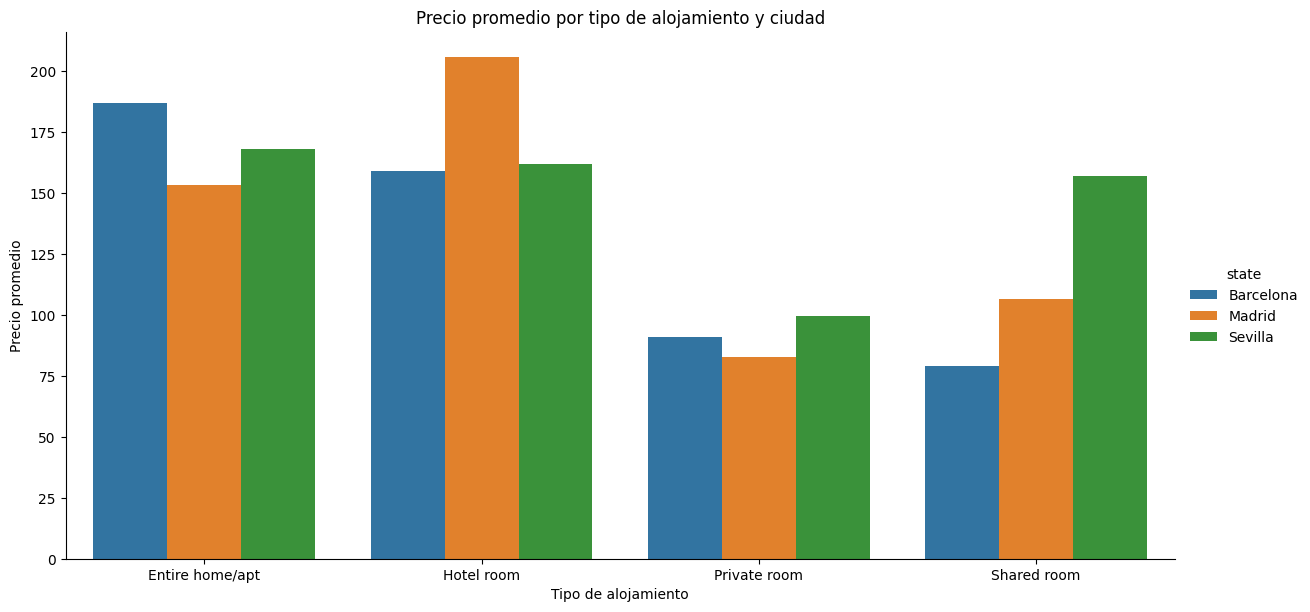 Precio promedio por tipo de alojamiento y ciudad
Precio promedio
200
175
150
125
100
75
50
25
0
Entire home/apt
Hotel room
Private room
Shared room
Tipo de alojamiento
state
Barcelona
Madrid
Sevilla